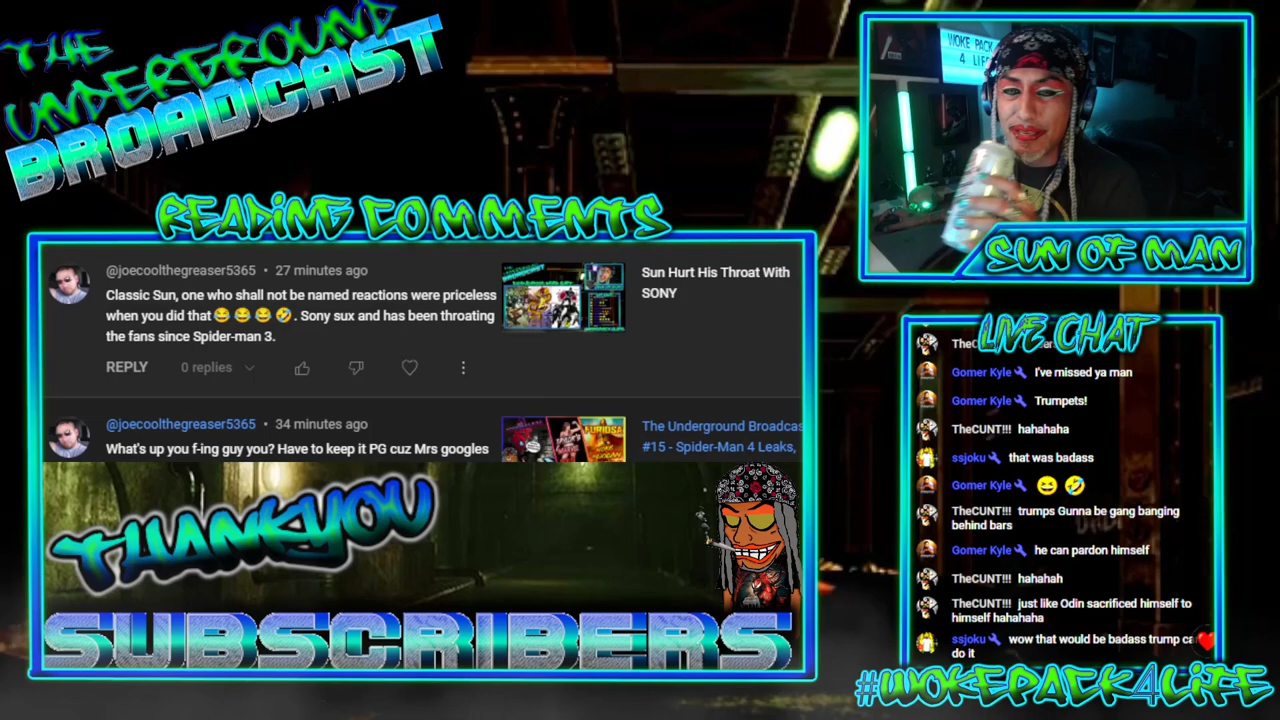 THE
UNDERGROUND
BROADCAST
READING COMMENTS
@joecoolthegreaser5365 • 27 minutes ago
Classic Sun, one who shall not be named reactions were priceless
when you did that 😂 😂 😂 🤣 . Sony sux and has been throating
the fans since Spider-man 3.
REPLY 0 replies
Sun Hurt His Throat With
SONY
@joecoolthegreaser5365 • 34 minutes ago
What's up you f-ing guy you? Have to keep it PG cuz Mrs googles
The Underground Broadcas
#15 - Spider-Man 4 Leaks,
THANKYOU
SUBSCRIBERS
WOKE PACK
4 LIFE
SUN OF MAN
LIVE CHAT
Gomer Kyle I've missed ya man
Gomer Kyle Trumpets!
TheCUNT!!! hahahaha
ssjoku that was badass
Gomer Kyle 😆 🤣
TheCUNT!!! trumps Gunna be gang banging
behind bars
Gomer Kyle he can pardon himself
TheCUNT!!! hahahah
TheCUNT!!! just like Odin sacrificed himself to
himself hahahaha
ssjoku wow that would be badass trump ca
do it
#WOKEPACK4LIFE